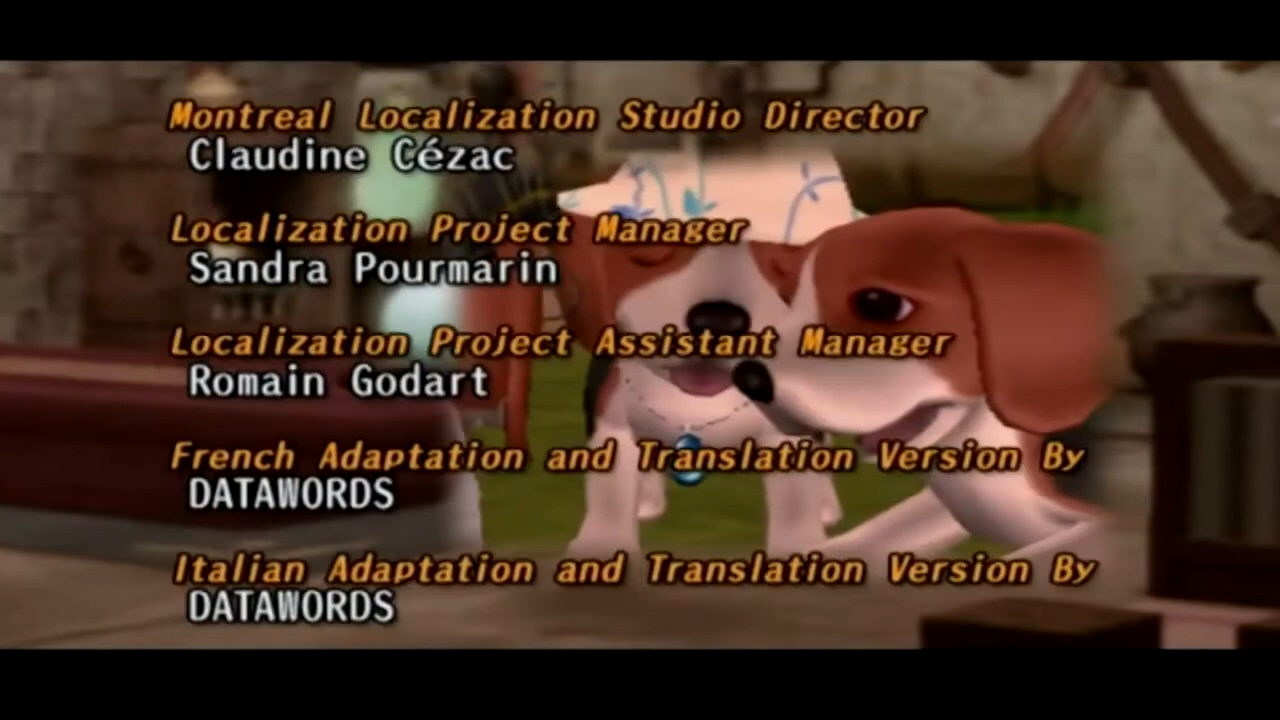 Montreal Localization Studio Director
Claudine Cézac
Localization Project Manager
Sandra Pourmarin
Localization Project Assistant Manager
Romain Godart
French Adaptation and Translation Version By
DATAWORDS
Italian Adaptation and Translation Version By
DATAWORDS